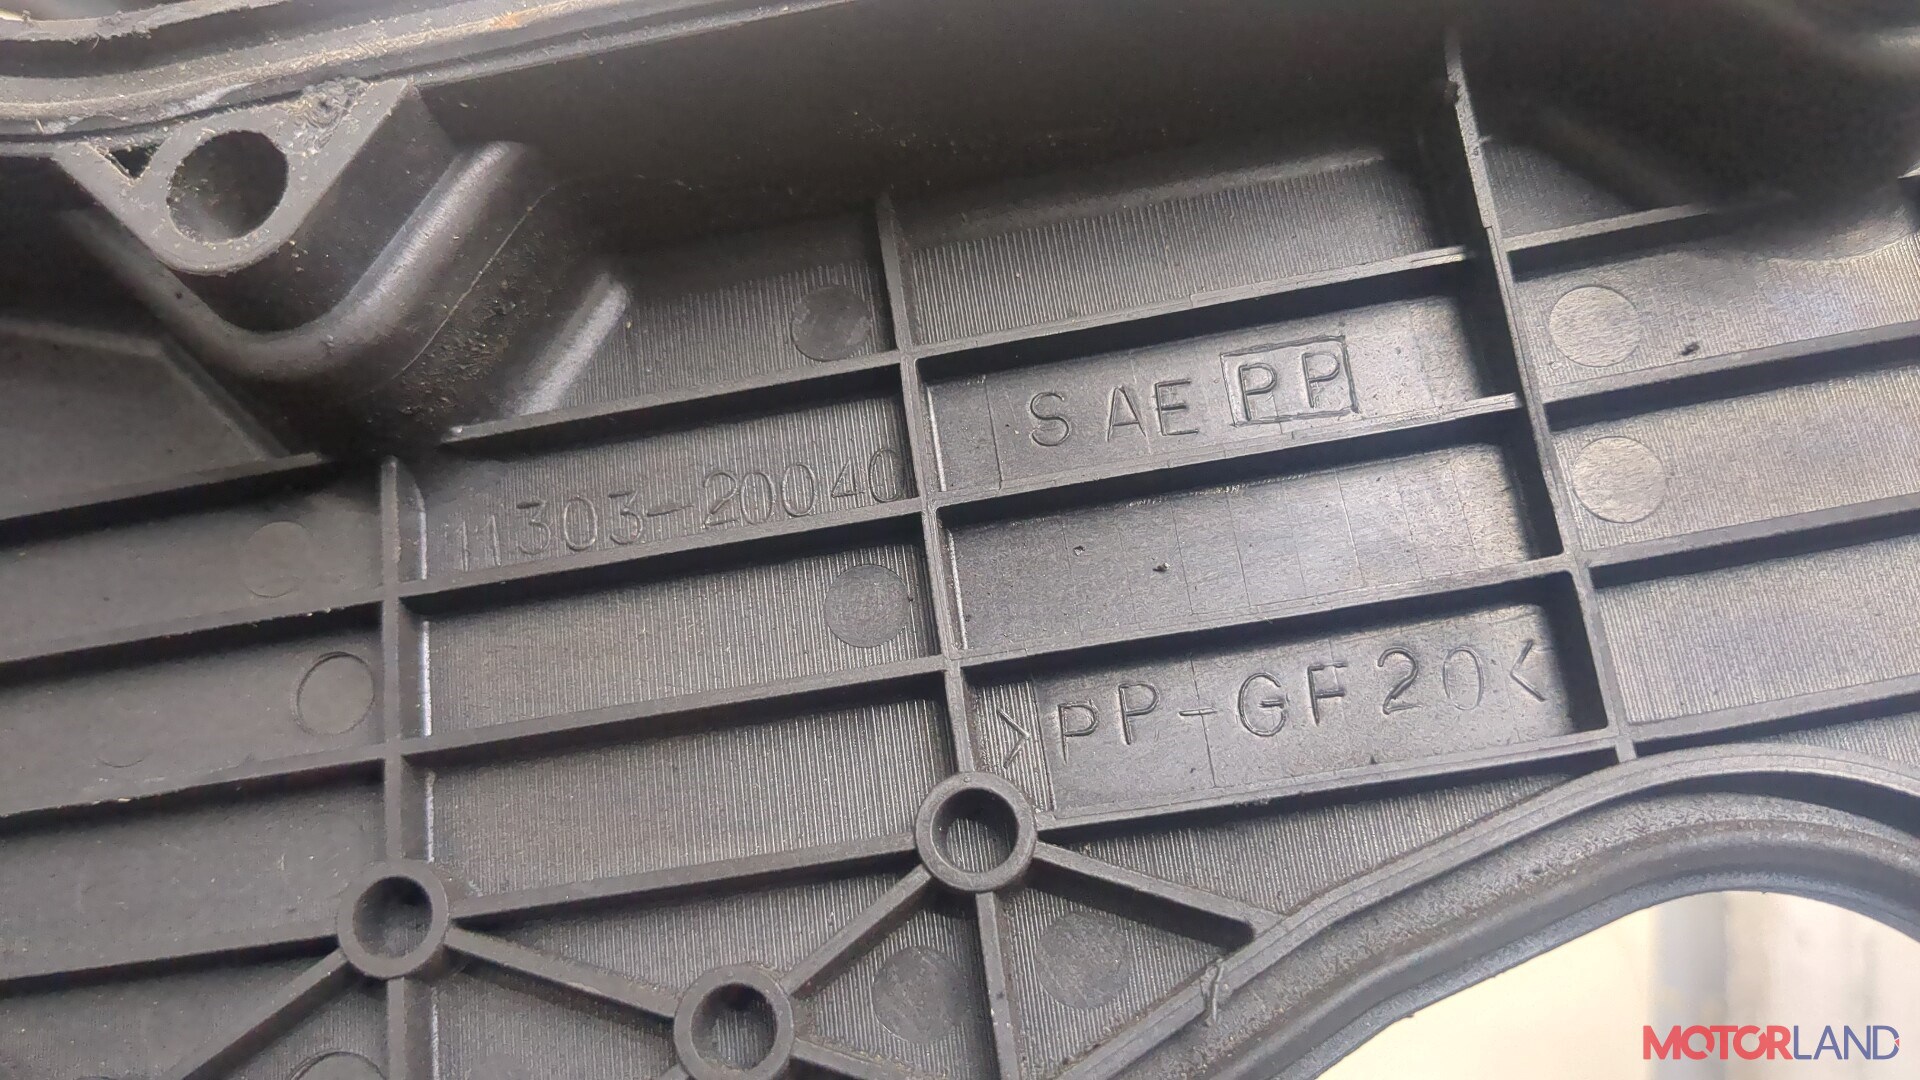 SAE PP
11303-20040
>PP-GF20<
MOTORLAND